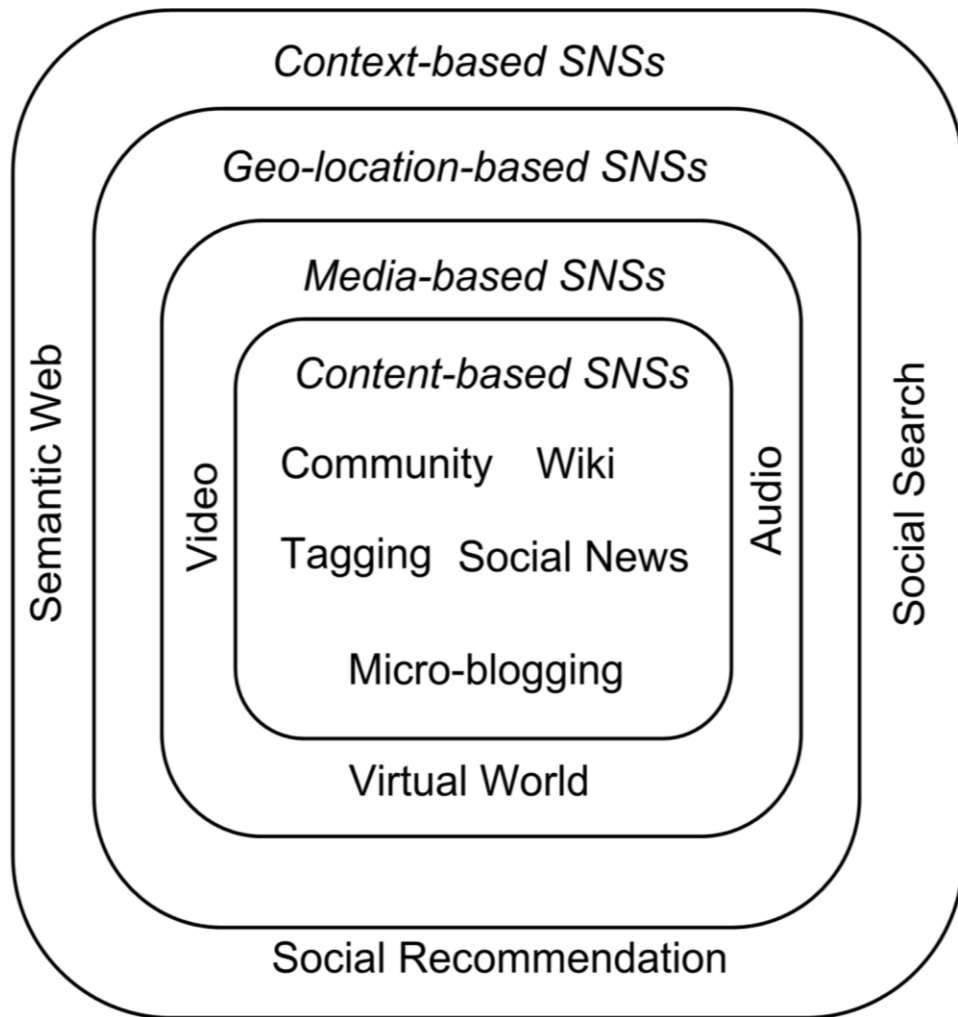 Context-based SNSs
Geo-location-based SNSs
Media-based SNSs
Content-based SNSs
Community Wiki
Tagging Social News
Micro-blogging
Virtual World
Social Recommendation
Semantic Web
Video
Audio
Social Search